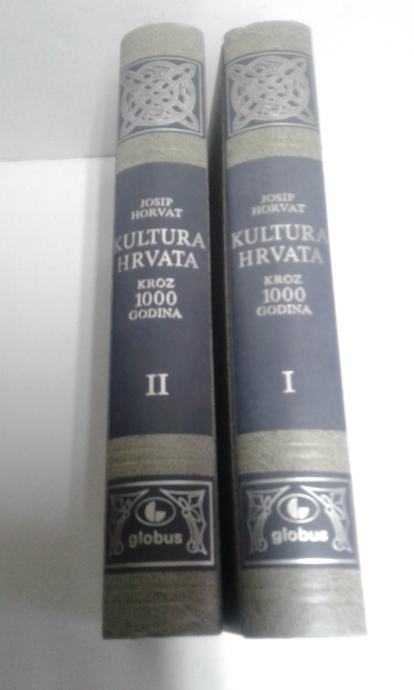 JOSIP
HORVAT
KULTURA
HRVATA
KROZ
1000
GODINA
II
globus
JOSIP
HORVAT
KULTURA
HRVATA
KROZ
1000
GODINA
I
globus